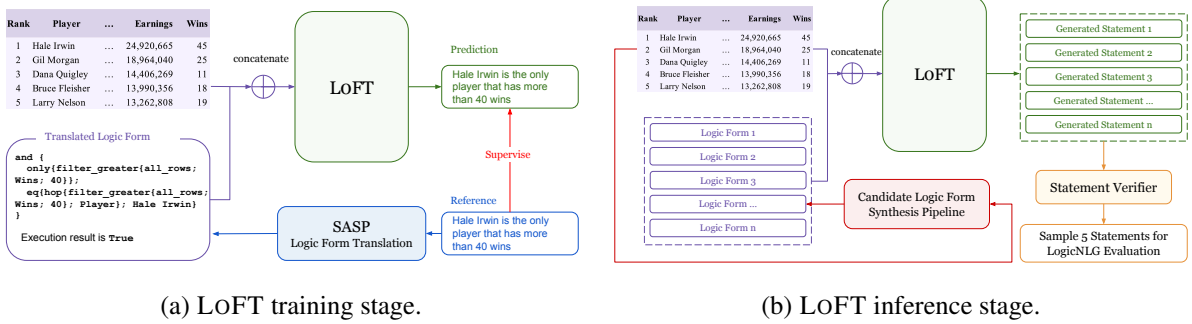 Rank Player ... Earnings Wins
1 Hale Irwin ... 24,920,665 45
2 Gil Morgan ... 18,964,040 25
3 Dana Quigley ... 14,406,269 11
4 Bruce Fleisher ... 13,990,356 18
5 Larry Nelson ... 13,262,808 19
concatenate
LOFT
Prediction
Hale Irwin is the only
player that has more
than 40 wins
Translated Logic Form
and {
only{filter_greater{all_rows;
Wins; 40}};
eq{hop{filter_greater{all_rows;
Wins; 40}; Player}; Hale Irwin}
}
Execution result is True
Supervise
SASP
Logic Form Translation
Reference
Hale Irwin is the only
player that has more
than 40 wins
(a) LOFT training stage.
Rank Player ... Earnings Wins
1 Hale Irwin ... 24,920,665 45
2 Gil Morgan ... 18,964,040 25
3 Dana Quigley ... 14,406,269 11
4 Bruce Fleisher ... 13,990,356 18
5 Larry Nelson ... 13,262,808 19
concatenate
LOFT
Generated Statement 1
Generated Statement 2
Generated Statement 3
Generated Statement ...
Generated Statement n
Logic Form 1
Logic Form 2
Logic Form 3
Logic Form ...
Logic Form n
Candidate Logic Form
Synthesis Pipeline
Statement Verifier
Sample 5 Statements for
LogicNLG Evaluation
(b) LOFT inference stage.